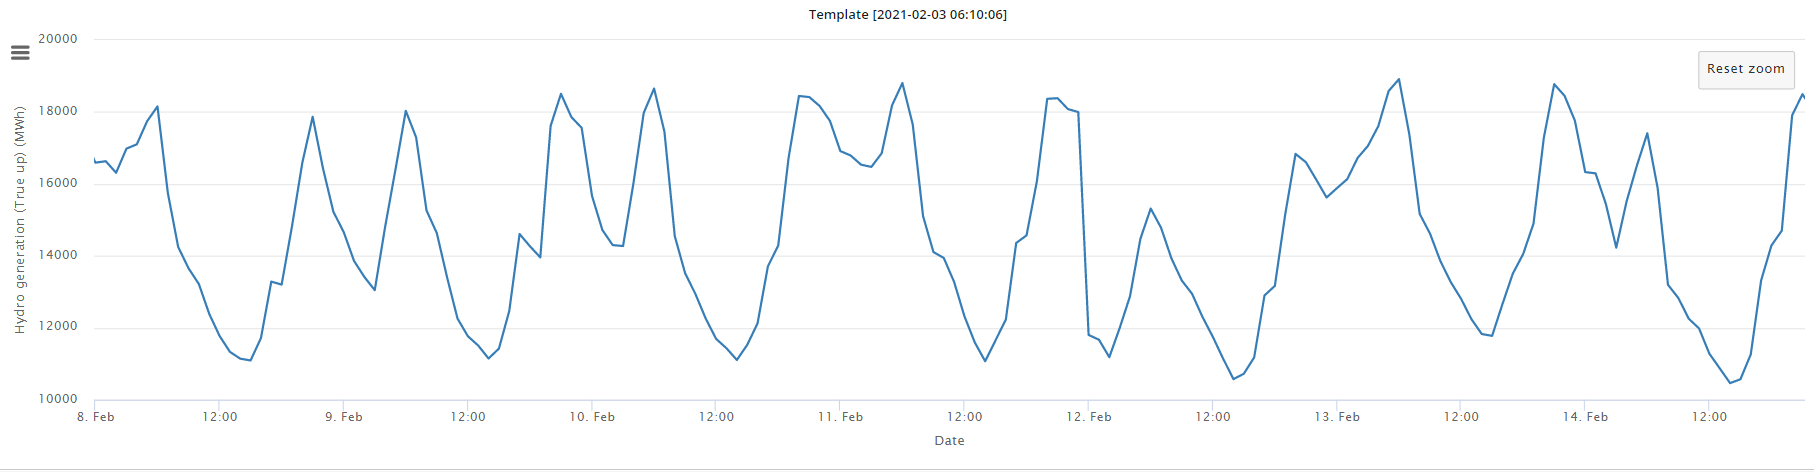 Template [2021-02-03 06:10:06]
Reset zoom
Hydro generation (True up) (MWh)
20000
18000
16000
14000
12000
10000
8. Feb 12:00 9. Feb 12:00 10. Feb 12:00 11. Feb 12:00 12. Feb 12:00 13. Feb 12:00 14. Feb 12:00
Date